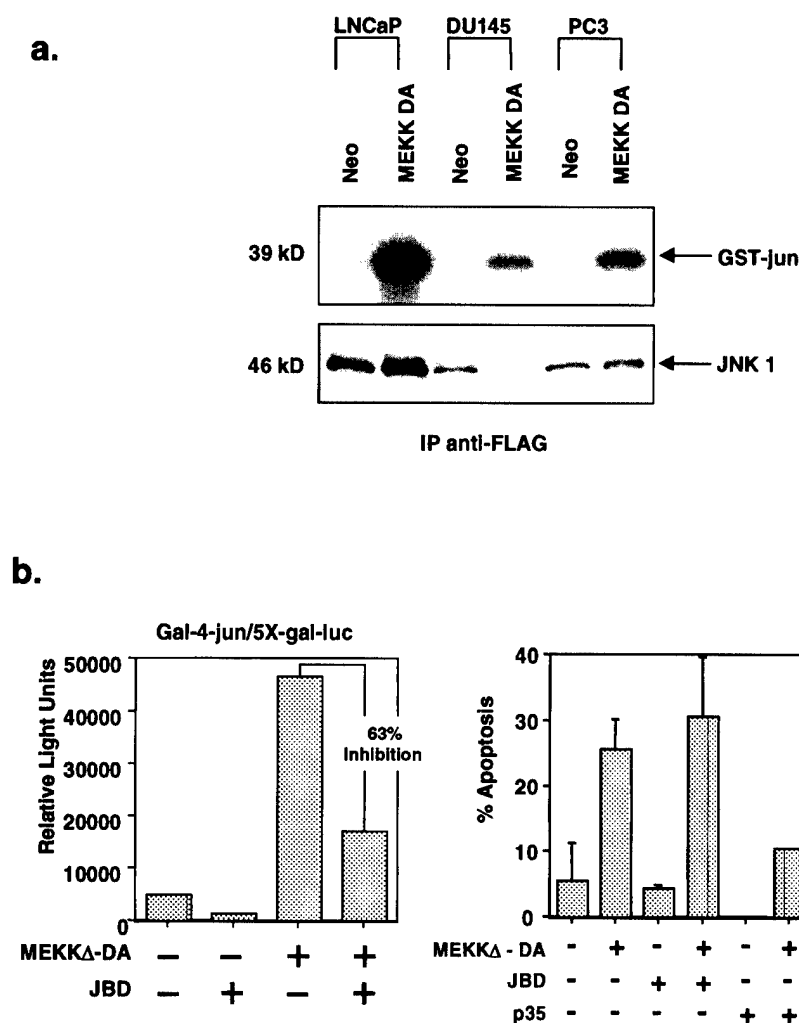 a.
LNCaP DU145 PC3
Neo MEKK DA Neo MEKK DA Neo MEKK DA
39 kD GST-jun
46 kD JNK 1
IP anti-FLAG
b.
Gal-4-jun/5X-gal-luc
Relative Light Units
50000
40000
30000
20000
10000
0
63%
Inhibition
MEKKΔ-DA − − + +
JBD − + − +
% Apoptosis
40
30
20
10
0
MEKKΔ - DA - + - + - +
JBD - - + + - -
p35 - - - - + +